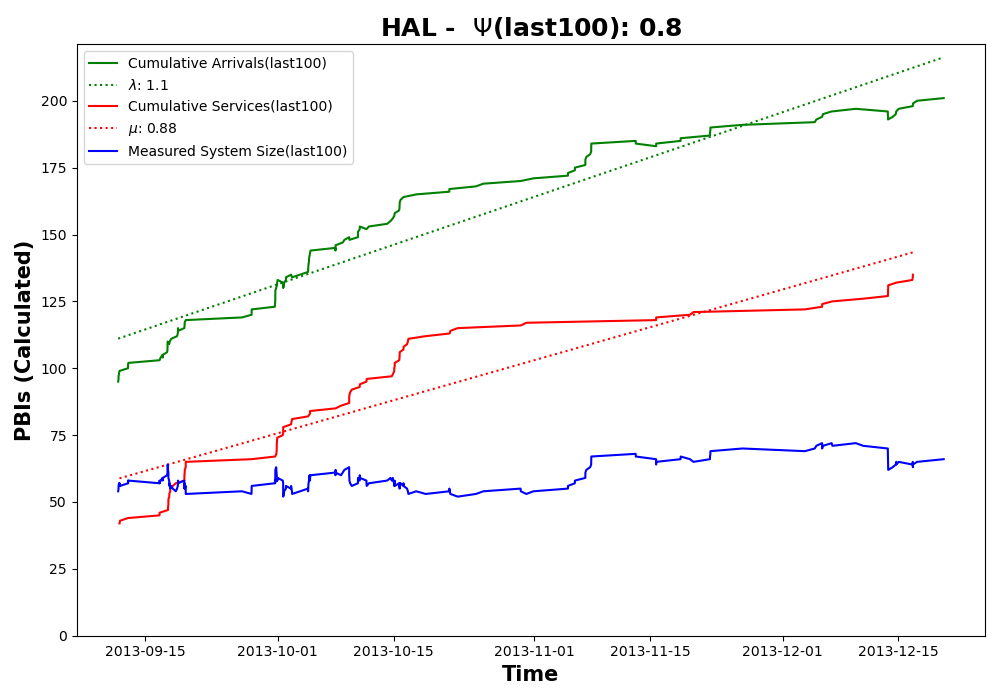 HAL - Ψ(last100): 0.8
Cumulative Arrivals(last100)
λ: 1.1
Cumulative Services(last100)
μ: 0.88
Measured System Size(last100)
PBIs (Calculated)
200
175
150
125
100
75
50
25
0
2013-09-15 2013-10-01 2013-10-15 2013-11-01 2013-11-15 2013-12-01 2013-12-15
Time